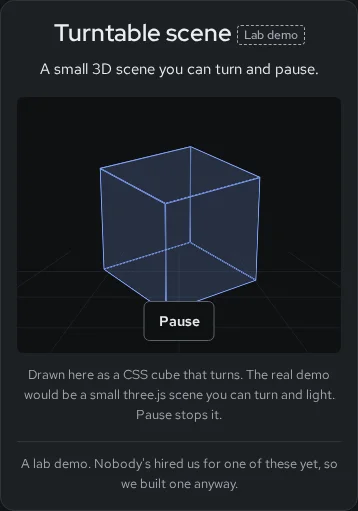 Turntable scene Lab demo
A small 3D scene you can turn and pause.
Pause
Drawn here as a CSS cube that turns. The real demo
would be a small three.js scene you can turn and light.
Pause stops it.
A lab demo. Nobody's hired us for one of these yet, so
we built one anyway.